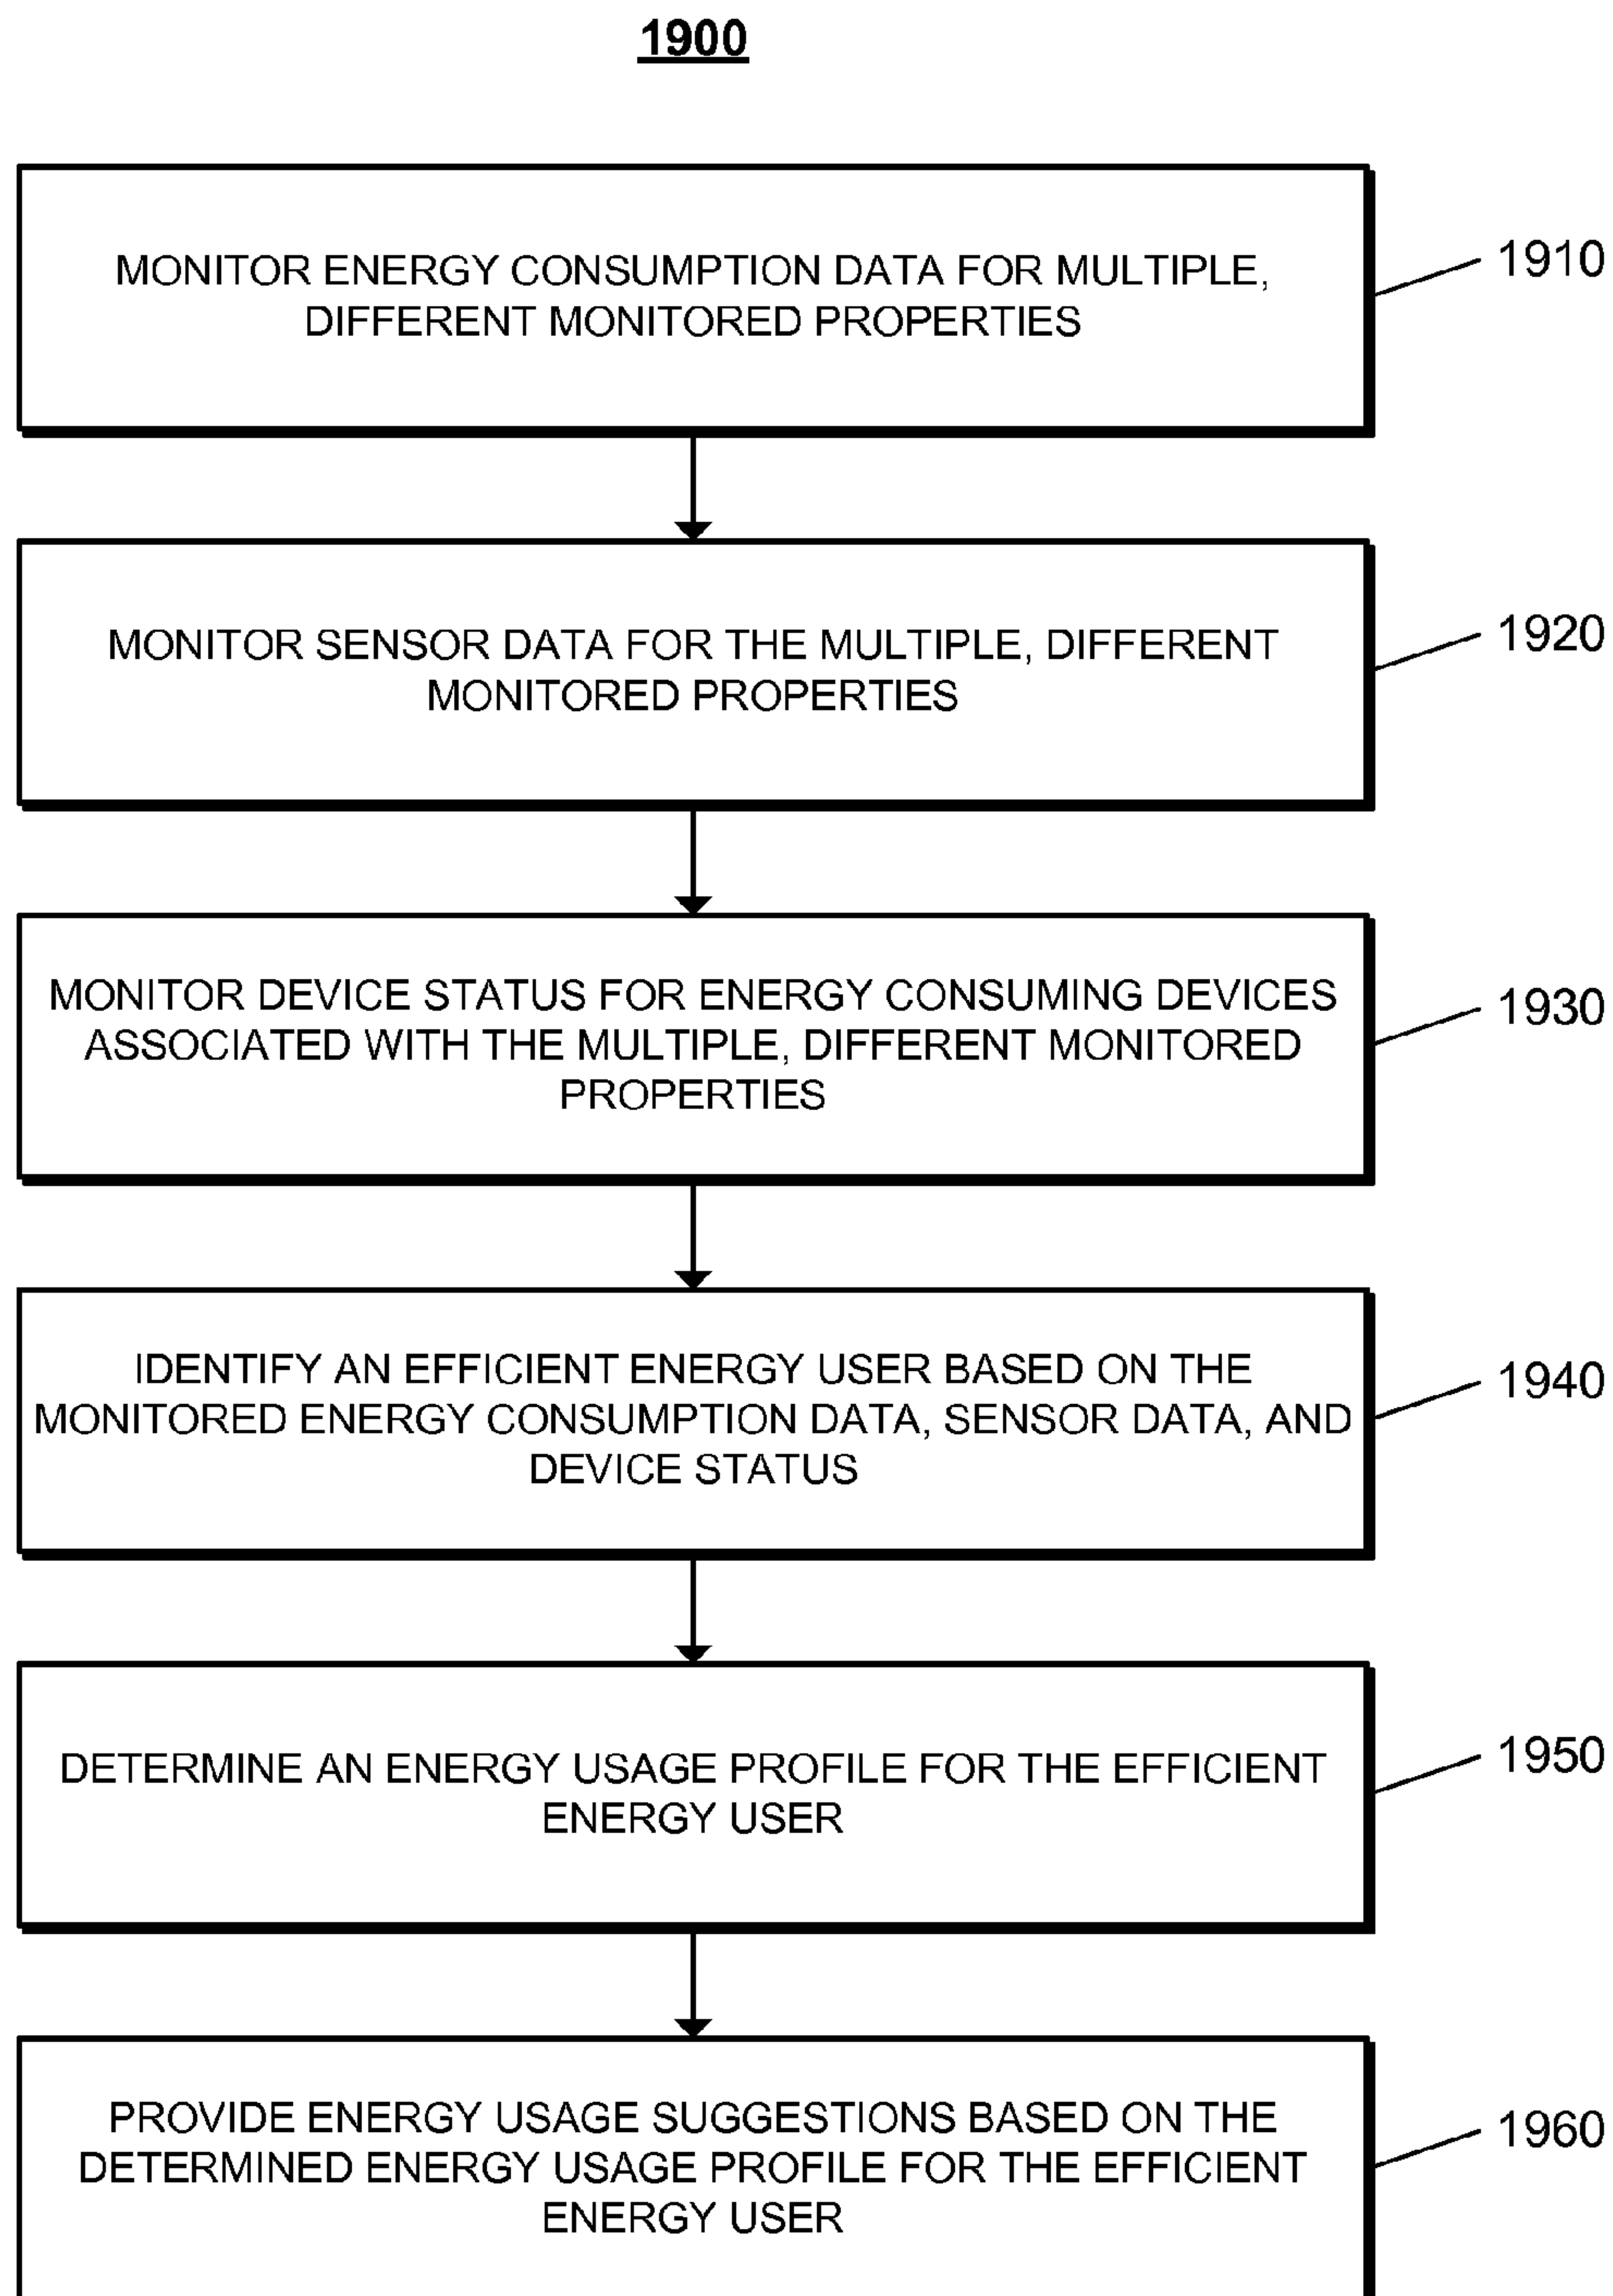 1900
MONITOR ENERGY CONSUMPTION DATA FOR MULTIPLE,
DIFFERENT MONITORED PROPERTIES
1910
MONITOR SENSOR DATA FOR THE MULTIPLE, DIFFERENT
MONITORED PROPERTIES
1920
MONITOR DEVICE STATUS FOR ENERGY CONSUMING DEVICES
ASSOCIATED WITH THE MULTIPLE, DIFFERENT MONITORED
PROPERTIES
1930
IDENTIFY AN EFFICIENT ENERGY USER BASED ON THE
MONITORED ENERGY CONSUMPTION DATA, SENSOR DATA, AND
DEVICE STATUS
1940
DETERMINE AN ENERGY USAGE PROFILE FOR THE EFFICIENT
ENERGY USER
1950
PROVIDE ENERGY USAGE SUGGESTIONS BASED ON THE
DETERMINED ENERGY USAGE PROFILE FOR THE EFFICIENT
ENERGY USER
1960